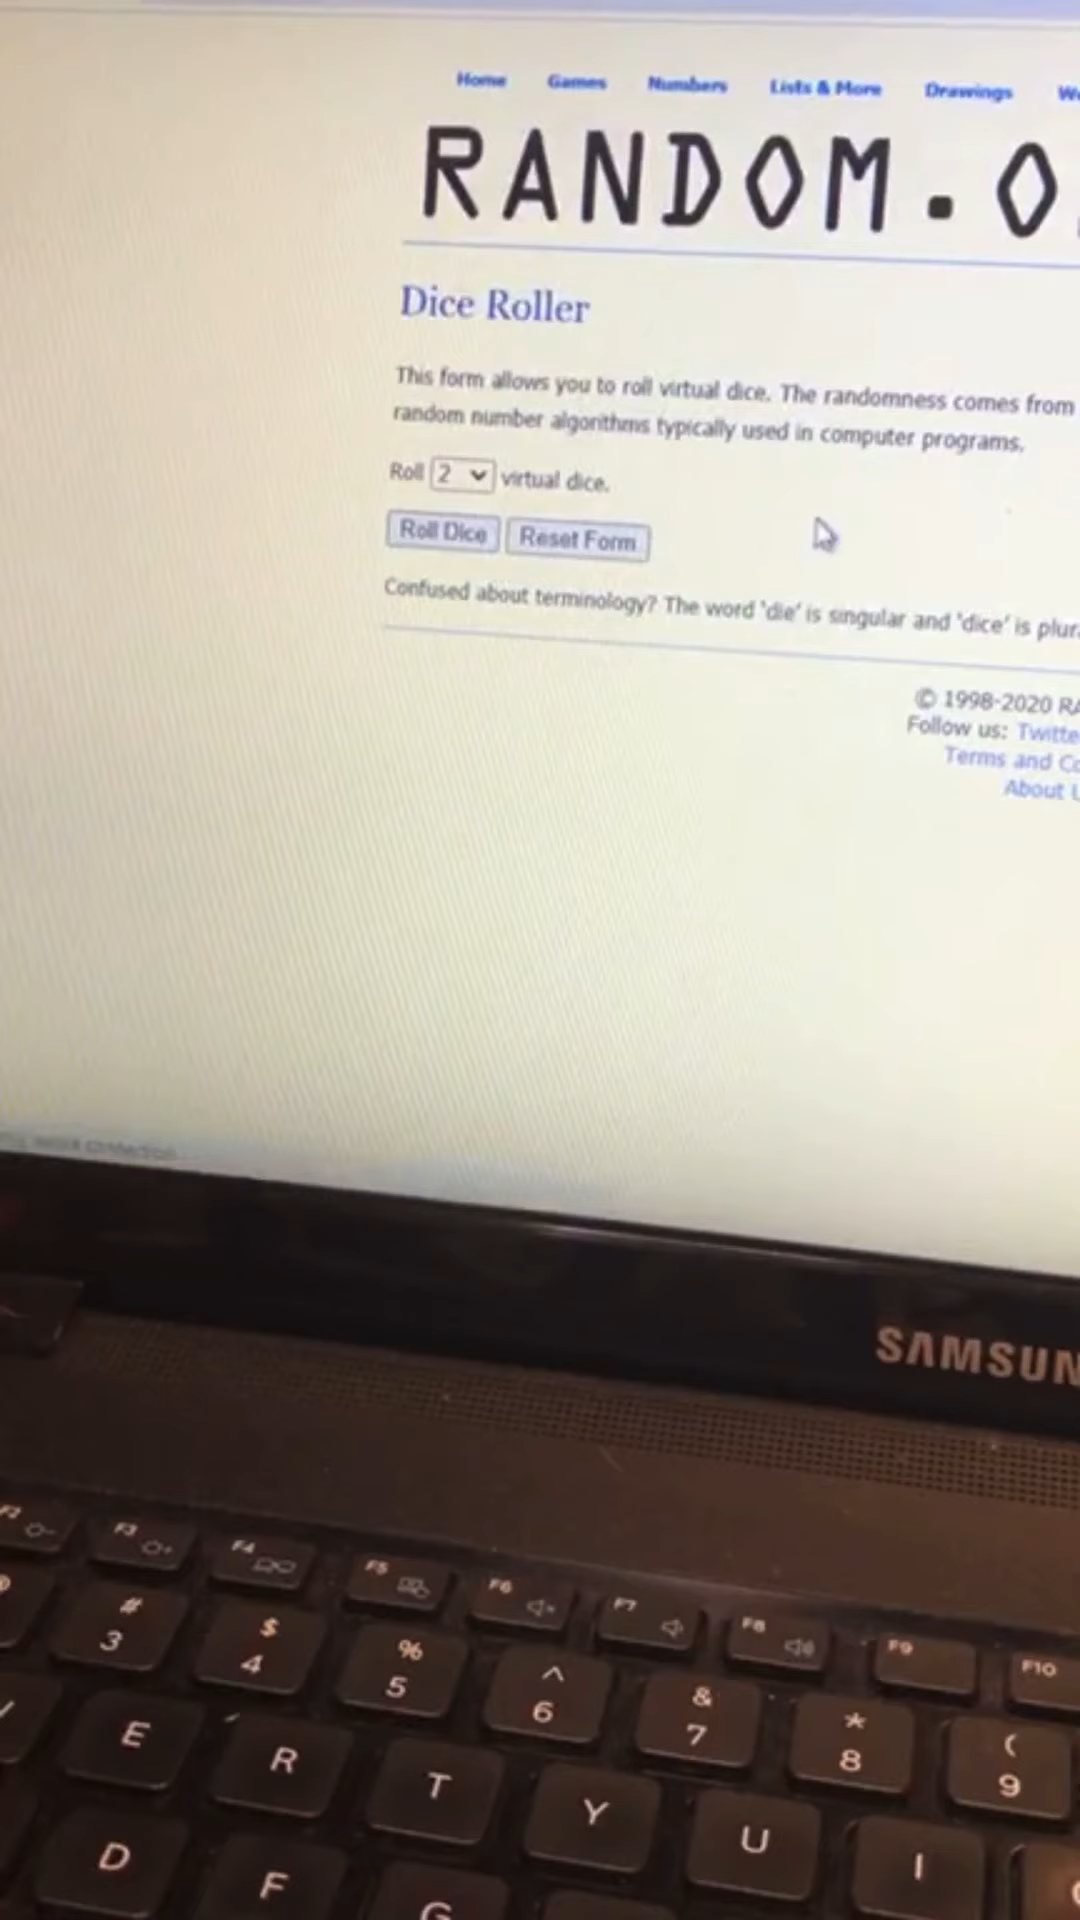 Home Games Numbers Lists & More Drawings
RANDOM.O
Dice Roller
This form allows you to roll virtual dice. The randomness comes from
random number algorithms typically used in computer programs.
Roll 2 virtual dice.
Roll Dice Reset Form
Confused about terminology? The word 'die' is singular and 'dice' is plur
© 1998-2020 RA
Follow us: Twitte
Terms and Co
About U
SAMSUN
F2 F3 F4 F5 F6 F7 F8 F9 F10
# $ % ^ & * (
3 4 5 6 7 8 9
E R T Y U I
D F G